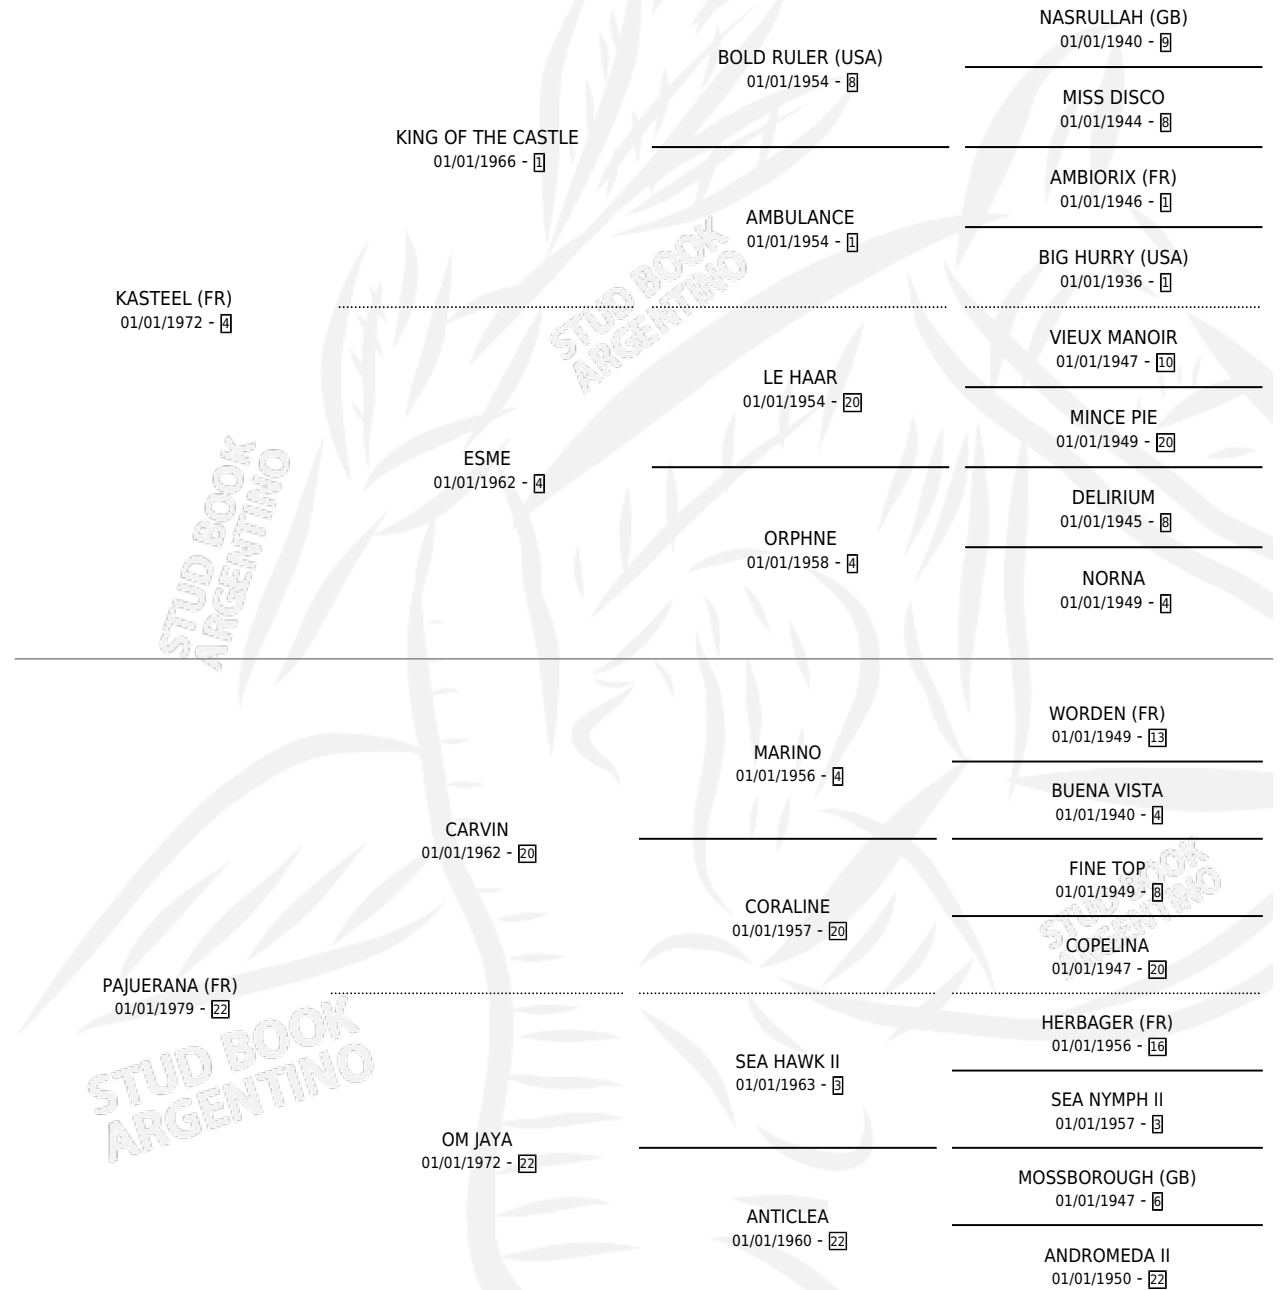 NASRULLAH (GB)
01/01/1940 - 9
BOLD RULER (USA)
01/01/1954 - 8
MISS DISCO
01/01/1944 - 8
KING OF THE CASTLE
01/01/1966 - 1
AMBIORIX (FR)
01/01/1946 - 1
AMBULANCE
01/01/1954 - 1
BIG HURRY (USA)
01/01/1936 - 1
KASTEEL (FR)
01/01/1972 - 4
VIEUX MANOIR
01/01/1947 - 10
LE HAAR
01/01/1954 - 20
MINCE PIE
01/01/1949 - 20
ESME
01/01/1962 - 4
DELIRIUM
01/01/1945 - 8
ORPHNE
01/01/1958 - 4
NORNA
01/01/1949 - 4
WORDEN (FR)
01/01/1949 - 13
MARINO
01/01/1956 - 4
BUENA VISTA
01/01/1940 - 4
CARVIN
01/01/1962 - 20
FINE TOP
01/01/1949 - 8
CORALINE
01/01/1957 - 20
COPELINA
01/01/1947 - 20
PAJUERANA (FR)
01/01/1979 - 22
HERBAGER (FR)
01/01/1956 - 16
SEA HAWK II
01/01/1963 - 3
SEA NYMPH II
01/01/1957 - 3
OM JAYA
01/01/1972 - 22
MOSSBOROUGH (GB)
01/01/1947 - 6
ANTICLEA
01/01/1960 - 22
ANDROMEDA II
01/01/1950 - 22
STUD BOOK
ARGENTINO
STUD BOOK
ARGENTINO
STUD BOOK
ARGENTINO
STUD BOOK
ARGENTINO